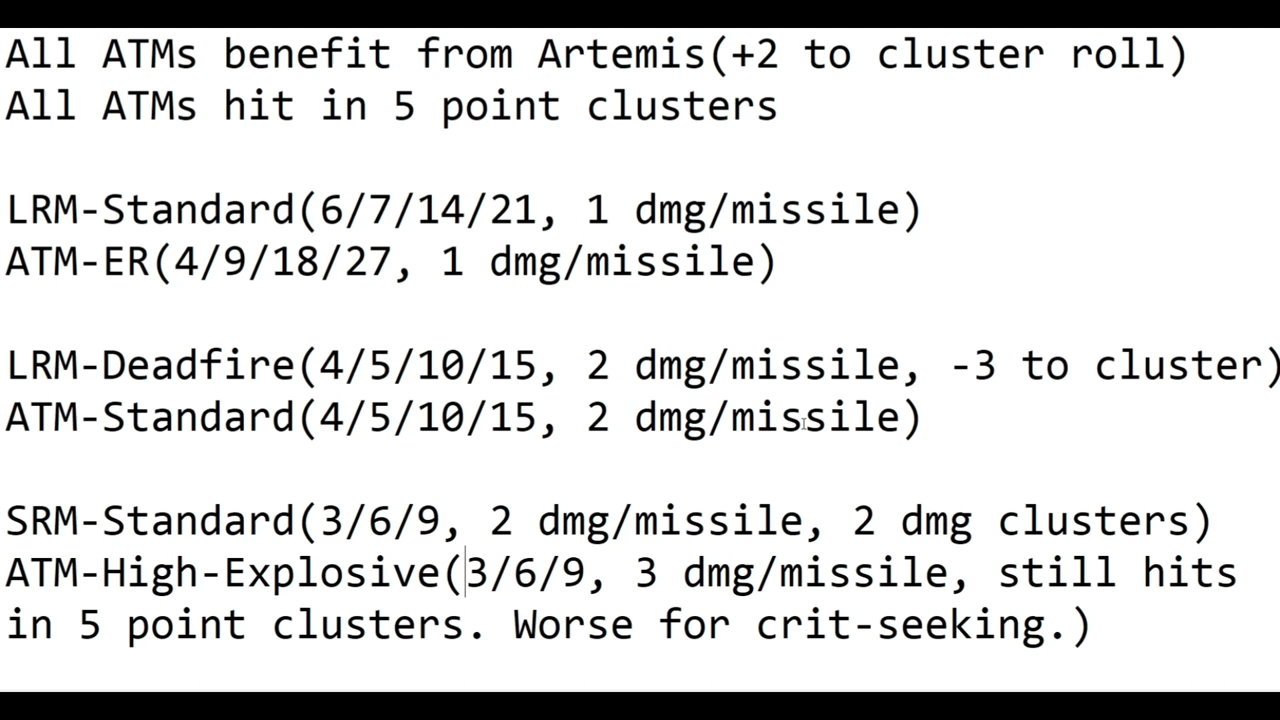 All ATMs benefit from Artemis(+2 to cluster roll)
All ATMs hit in 5 point clusters
LRM-Standard(6/7/14/21, 1 dmg/missile)
ATM-ER(4/9/18/27, 1 dmg/missile)
LRM-Deadfire(4/5/10/15, 2 dmg/missile, -3 to cluster)
ATM-Standard(4/5/10/15, 2 dmg/missile)
SRM-Standard(3/6/9, 2 dmg/missile, 2 dmg clusters)
ATM-High-Explosive(3/6/9, 3 dmg/missile, still hits
in 5 point clusters. Worse for crit-seeking.)